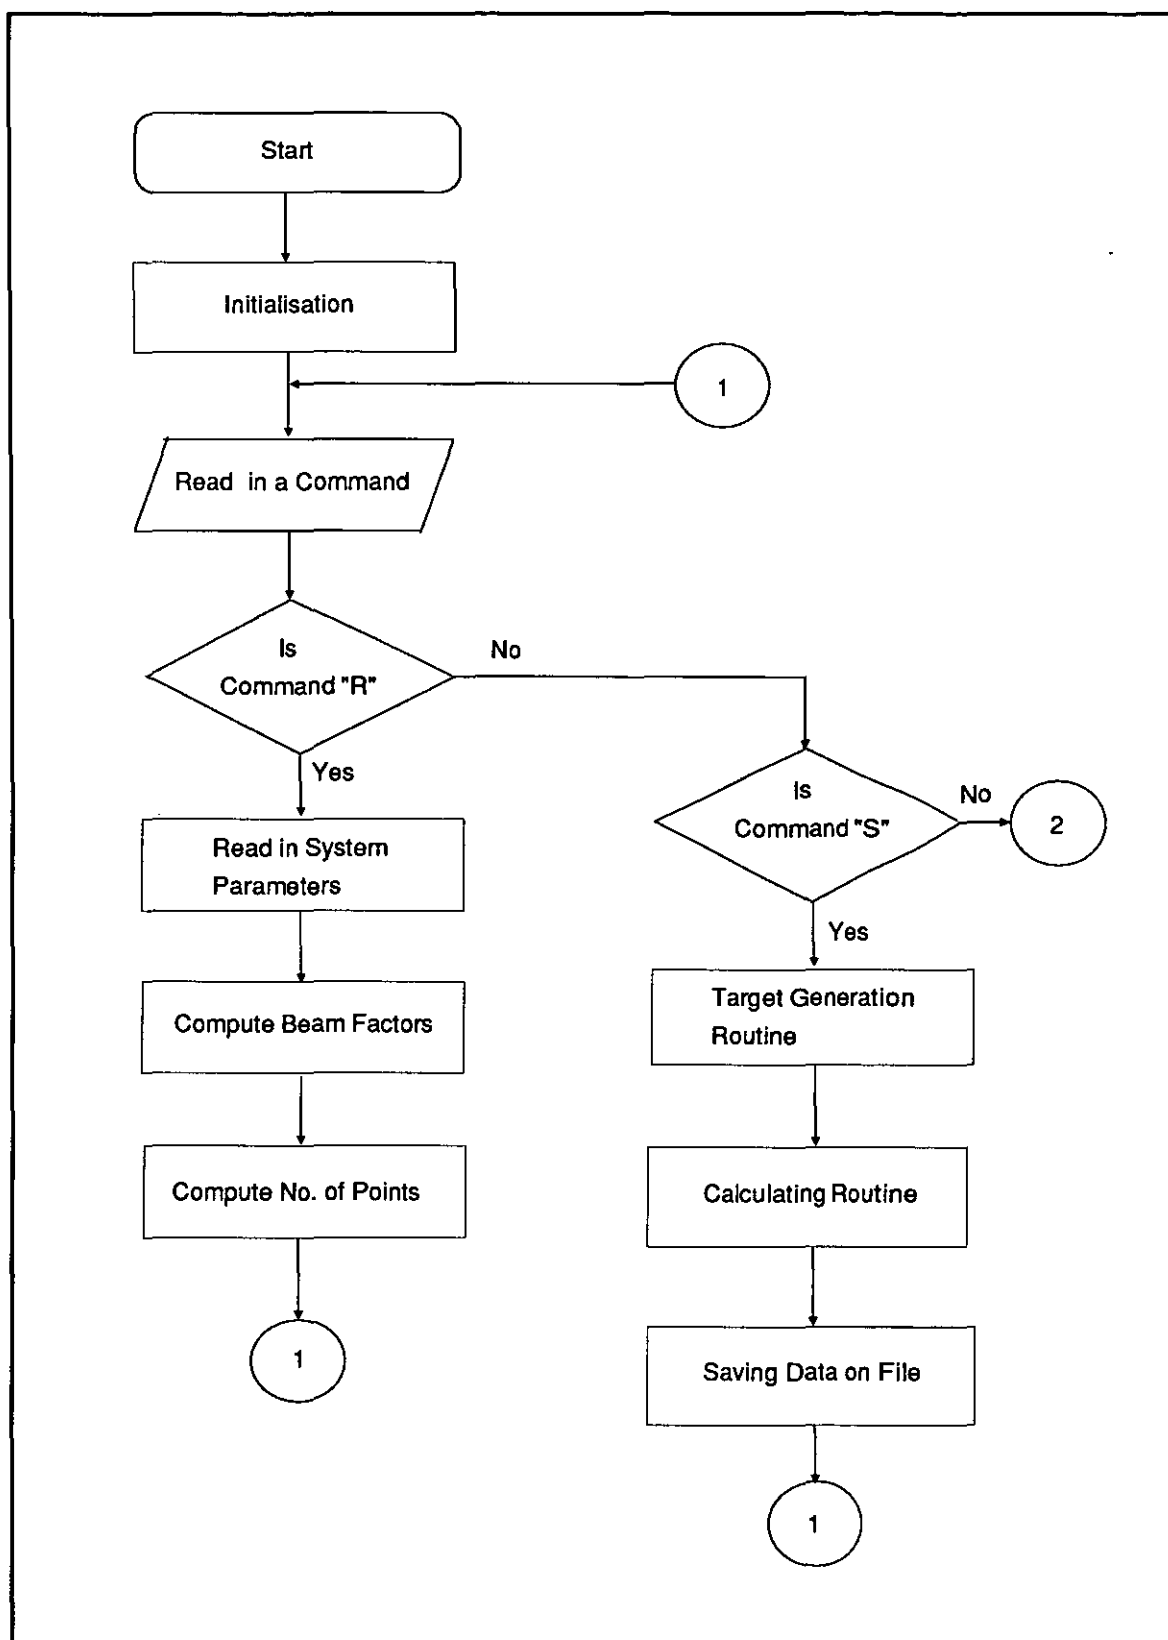 Start
Initialisation
1
Read in a Command
Is
Command "R"
No
Yes
Is
Command "S"
No
2
Yes
Read in System
Parameters
Compute Beam Factors
Compute No. of Points
1
Target Generation
Routine
Calculating Routine
Saving Data on File
1